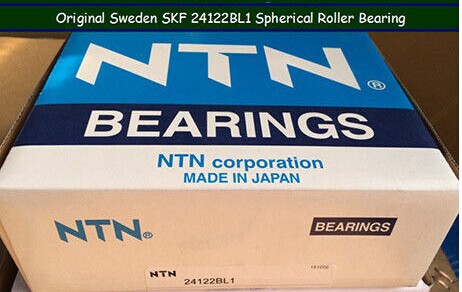 Original Sweden SKF 24122BL1 Spherical Roller Bearing
NTN®
BEARINGS
NTN corporation
MADE IN JAPAN
NTN® BEARINGS
NTN 24122BL1